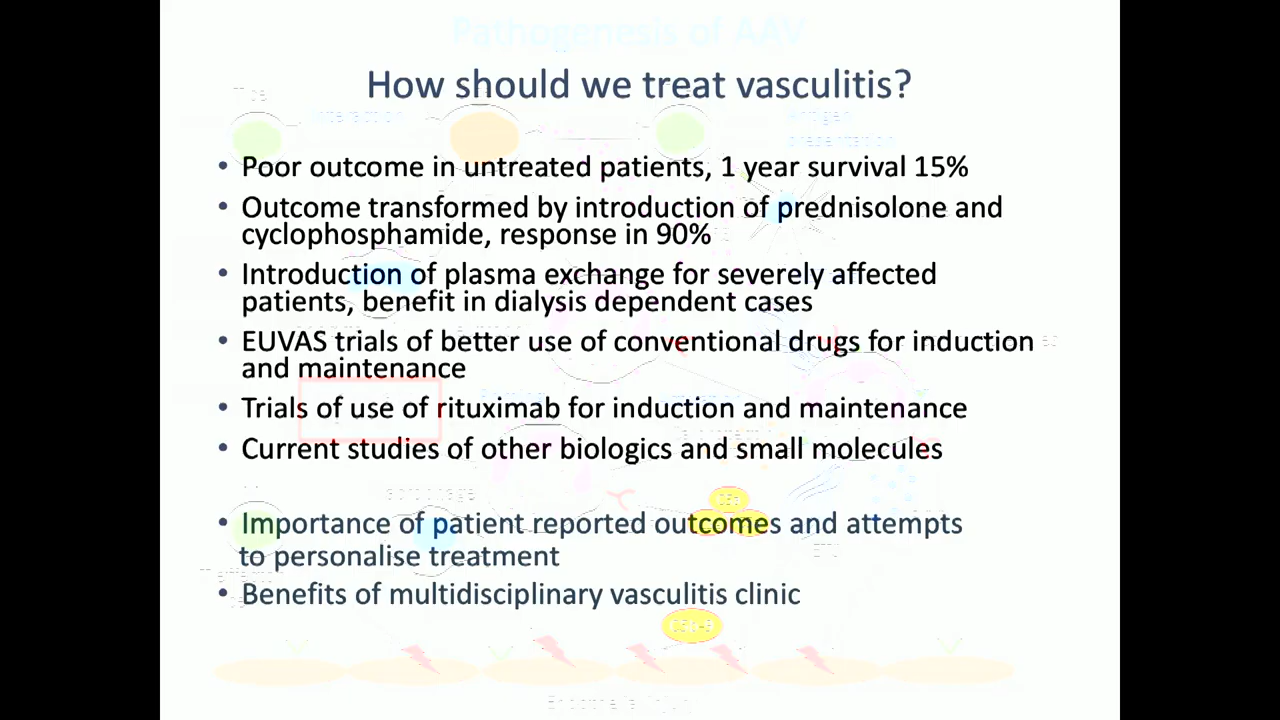 Pathogenesis of AAV
How should we treat vasculitis?
• Poor outcome in untreated patients, 1 year survival 15%
• Outcome transformed by introduction of prednisolone and
cyclophosphamide, response in 90%
• Introduction of plasma exchange for severely affected
patients, benefit in dialysis dependent cases
• EUVAS trials of better use of conventional drugs for induction
and maintenance
• Trials of use of rituximab for induction and maintenance
• Current studies of other biologics and small molecules
• Importance of patient reported outcomes and attempts
to personalise treatment
• Benefits of multidisciplinary vasculitis clinic